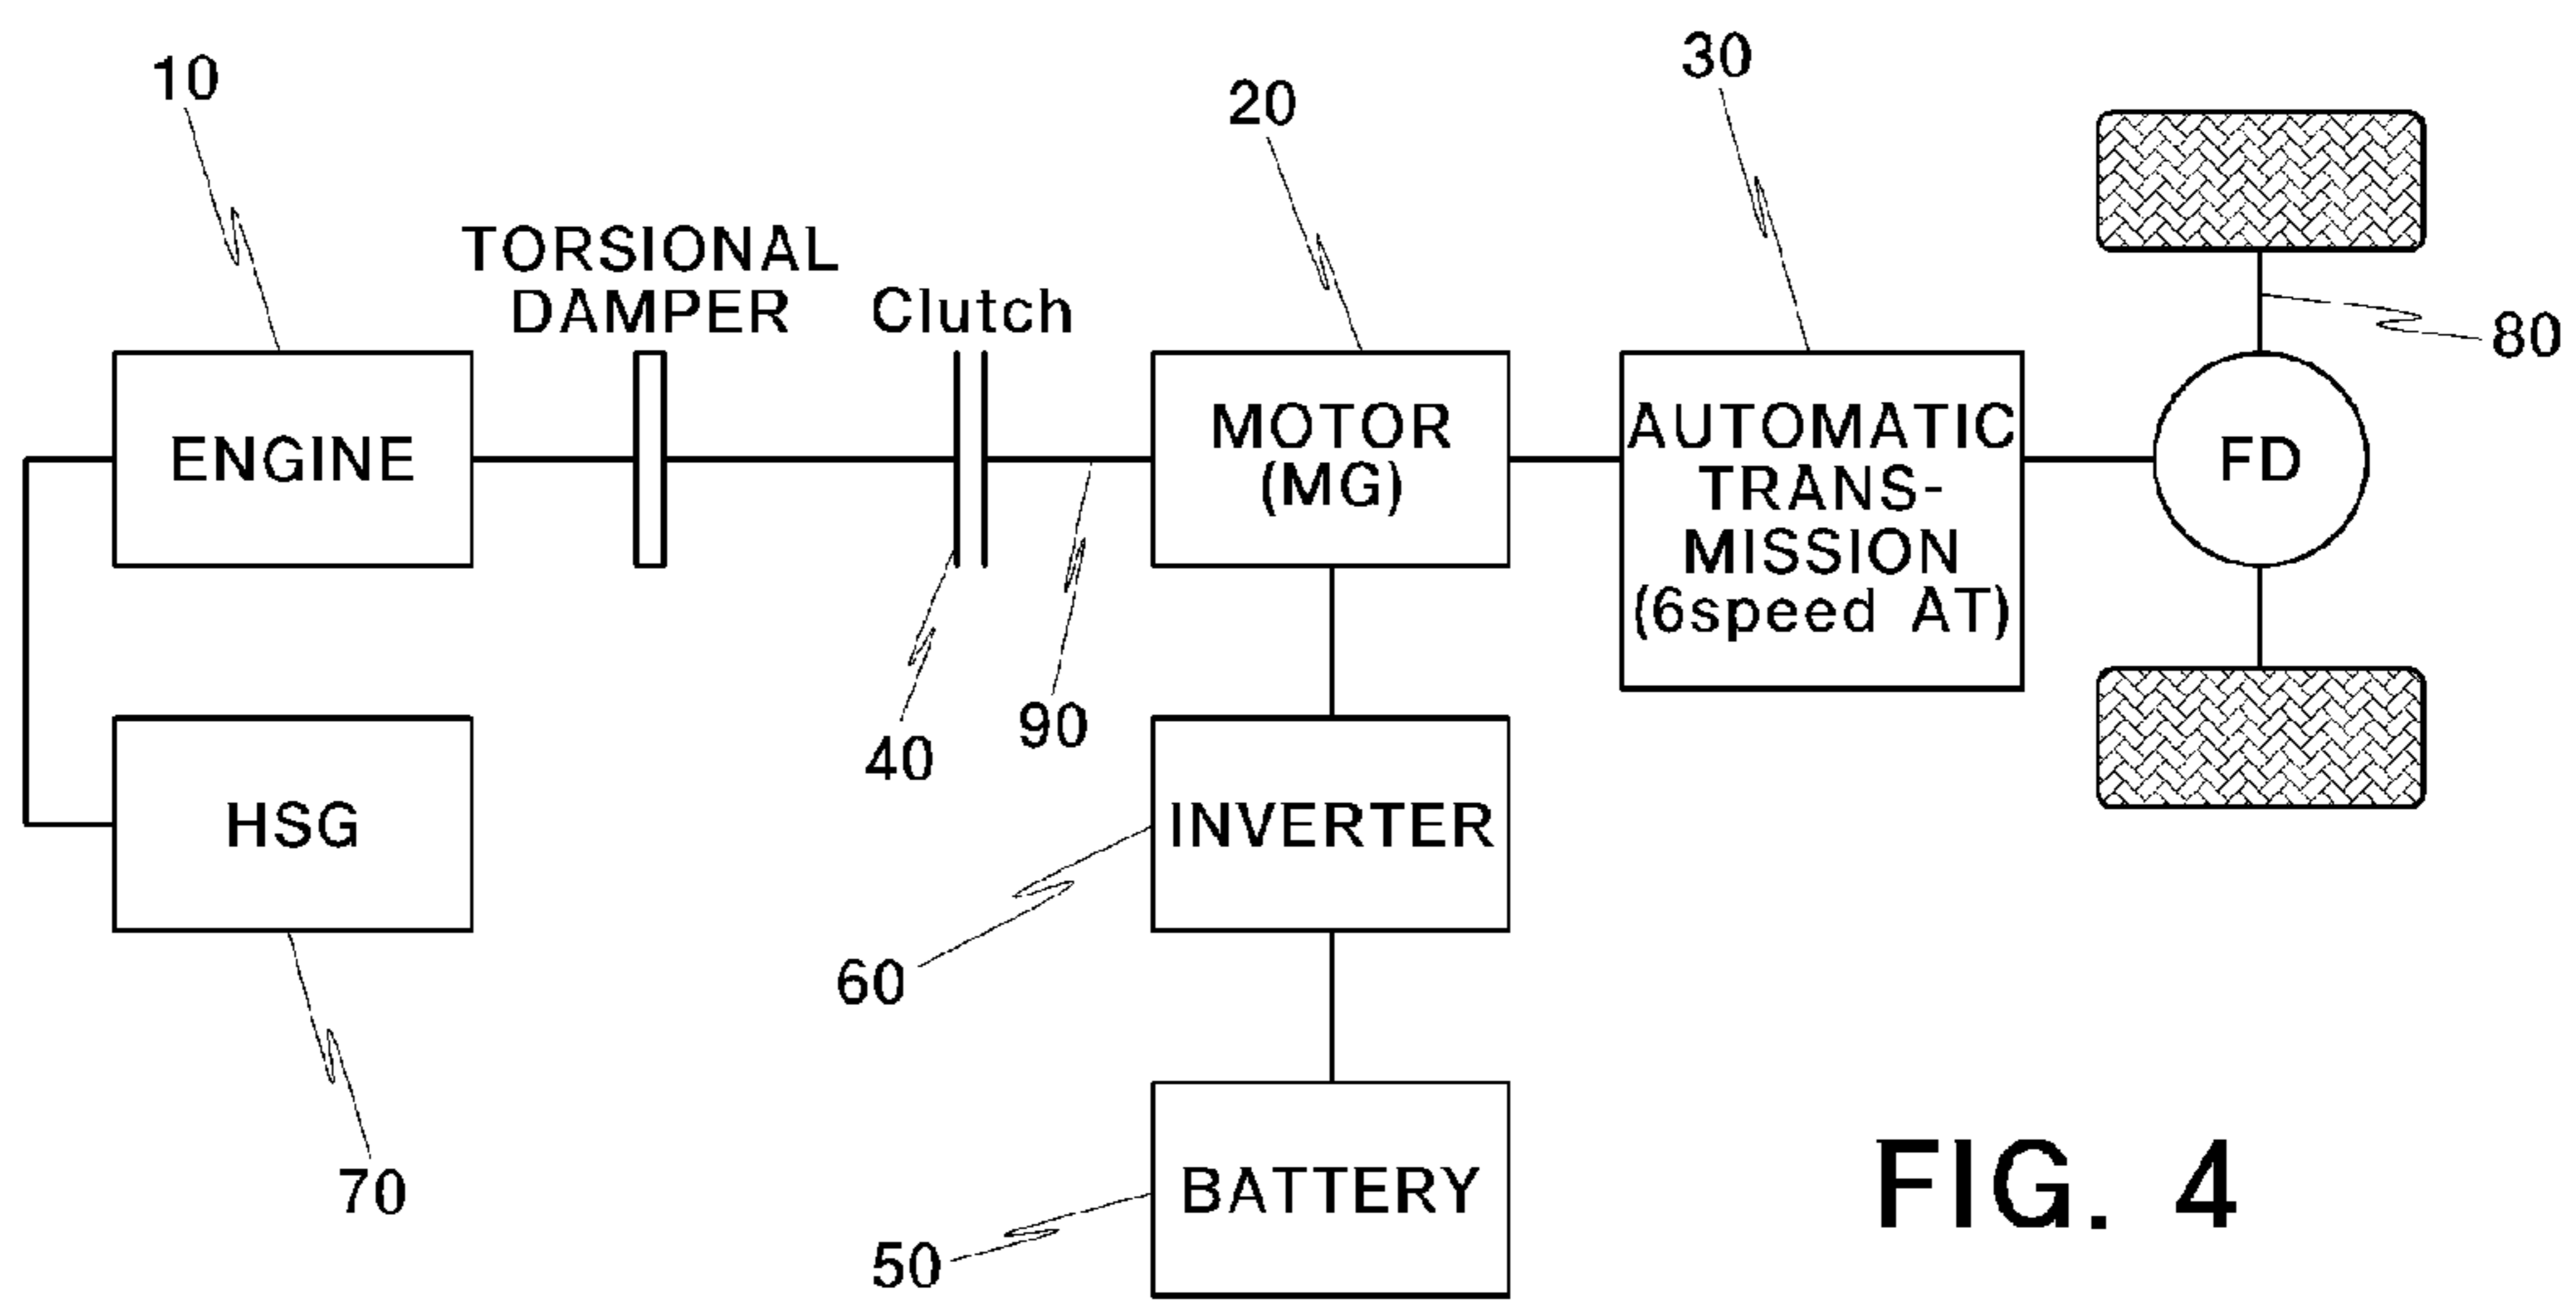 10
20
30
TORSIONAL
DAMPER
Clutch
80
ENGINE
MOTOR
(MG)
AUTOMATIC
TRANS-
MISSION
(6speed AT)
FD
40
90
HSG
INVERTER
60
70
BATTERY
50
FIG. 4